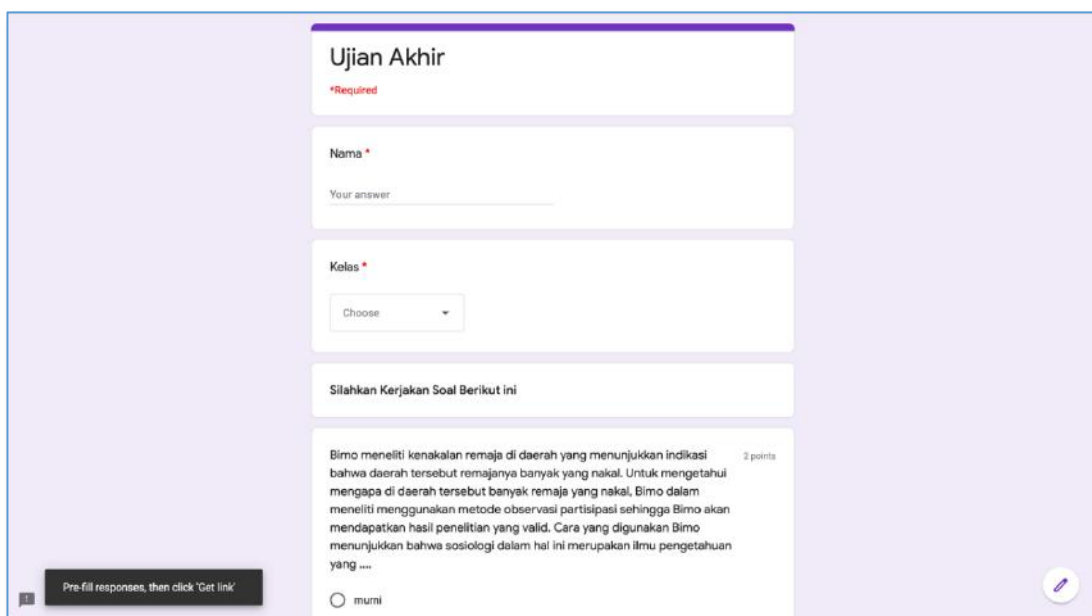 Ujian Akhir
*Required
Nama *
Your answer
Kelas *
Choose
Silahkan Kerjakan Soal Berikut ini
Bimo meneliti kenakalan remaja di daerah yang menunjukkan indikasi
2 points
bahwa daerah tersebut remajanya banyak yang nakal. Untuk mengetahui
mengapa di daerah tersebut banyak remaja yang nakal, Bimo dalam
meneliti menggunakan metode observasi partisipasi sehingga Bimo akan
mendapatkan hasil penelitian yang valid. Cara yang digunakan Bimo
menunjukkan bahwa sosiologi dalam hal ini merupakan ilmu pengetahuan
yang ....
murni
Pre-fill responses, then click 'Get link'